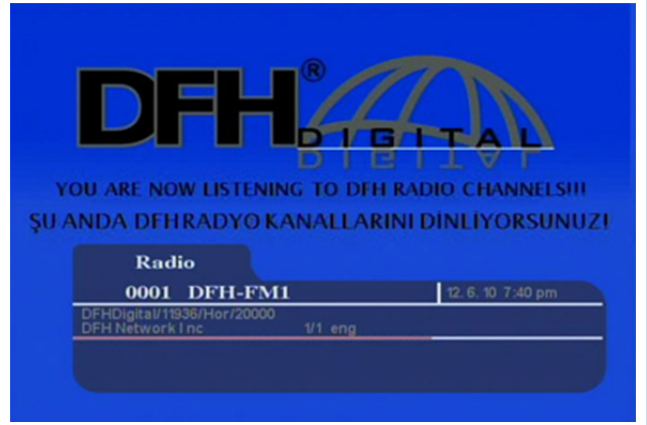 DFH®
DIGITAL
YOU ARE NOW LISTENING TO DFH RADIO CHANNELS!!!
ŞU ANDA DFH RADYO KANALLARINI DİNLİYORSUNUZ!
Radio
0001 DFH-FM1 12. 6. 10 7:40 pm
DFHDigital/11936/Hor/20000
DFH Network Inc 1/1 eng